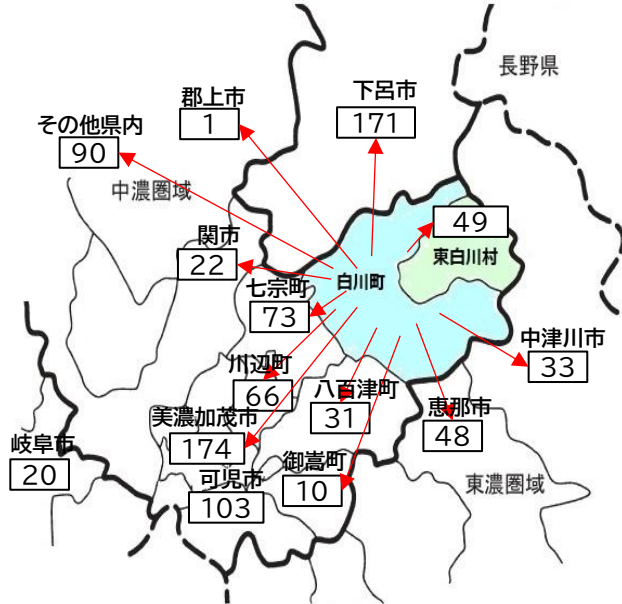 長野県
下呂市
171
郡上市
1
その他県内
90
中濃圏域
49
東白川村
関市
22
白川町
七宗町
73
中津川市
33
川辺町
66
八百津町
31
恵那市
48
美濃加茂市
174
岐阜市
20
御嵩町
10
可児市
103
東濃圏域